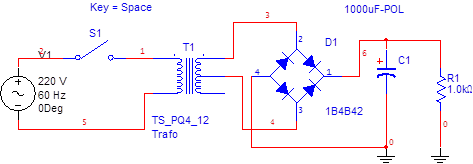 Key = Space
1000uF-POL
S1
V1
2
1
T1
3
2
D1
4
1
6
C1
R1
1.0kΩ
220 V
60 Hz
0Deg
5
TS_PQ4_12
Trafo
4
3
1B4B42
0
0